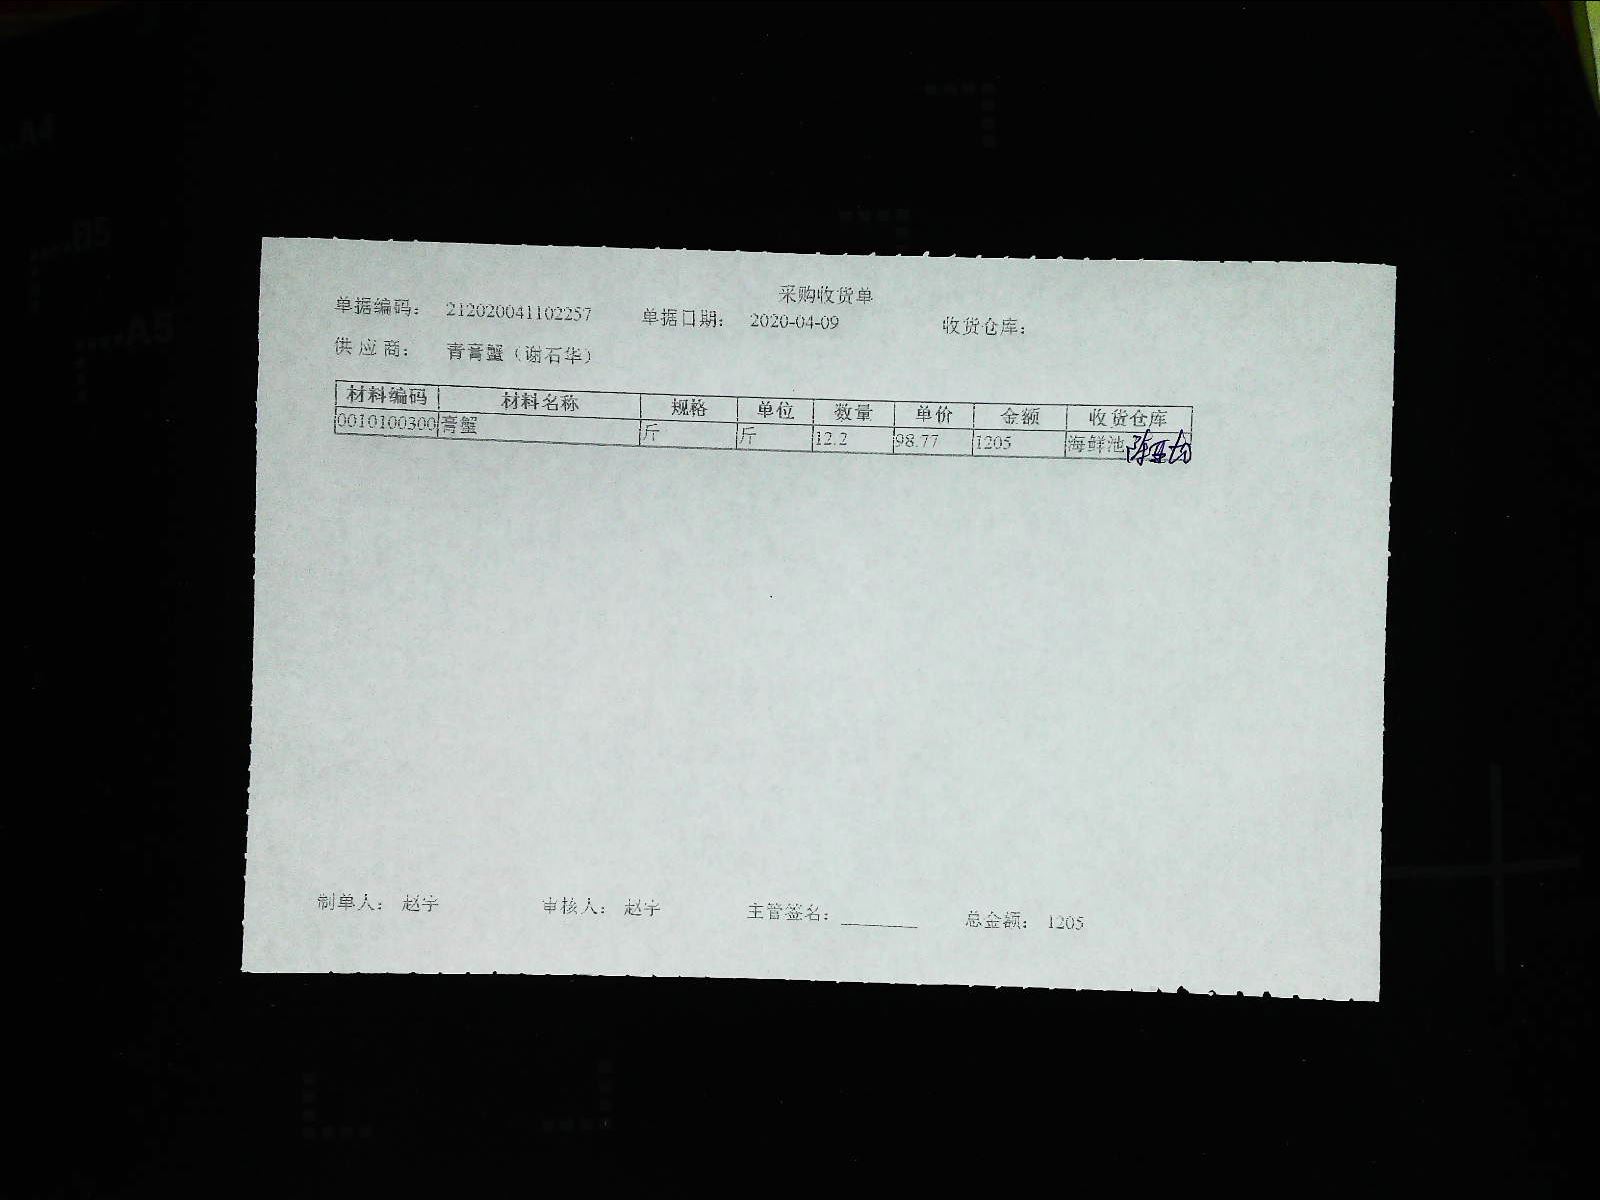 采购收货单
单据编码： 212020041102257 单据日期： 2020-04-09 收货仓库：
供应商： 青膏蟹（谢石华）
材料编码 材料名称 规格 单位 数量 单价 金额 收货仓库
0010100300 膏蟹 斤 斤 12.2 98.77 1205 海鲜池
制单人： 赵宇 审核人： 赵宇 主管签名： 总金额： 1205